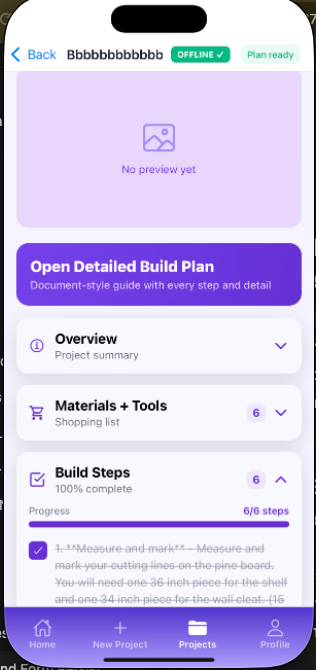 Back Bbbbbbbbbbbb OFFLINE ✓ Plan ready
No preview yet
Open Detailed Build Plan
Document-style guide with every step and detail
Overview
Project summary
Materials + Tools
Shopping list
6
Build Steps
100% complete
6
Progress 6/6 steps
1. **Measure and mark** - Measure and
mark your cutting lines on the pine board.
You will need one 36 inch piece for the shelf
and one 34 inch piece for the wall cleat. (15
Home New Project Projects Profile